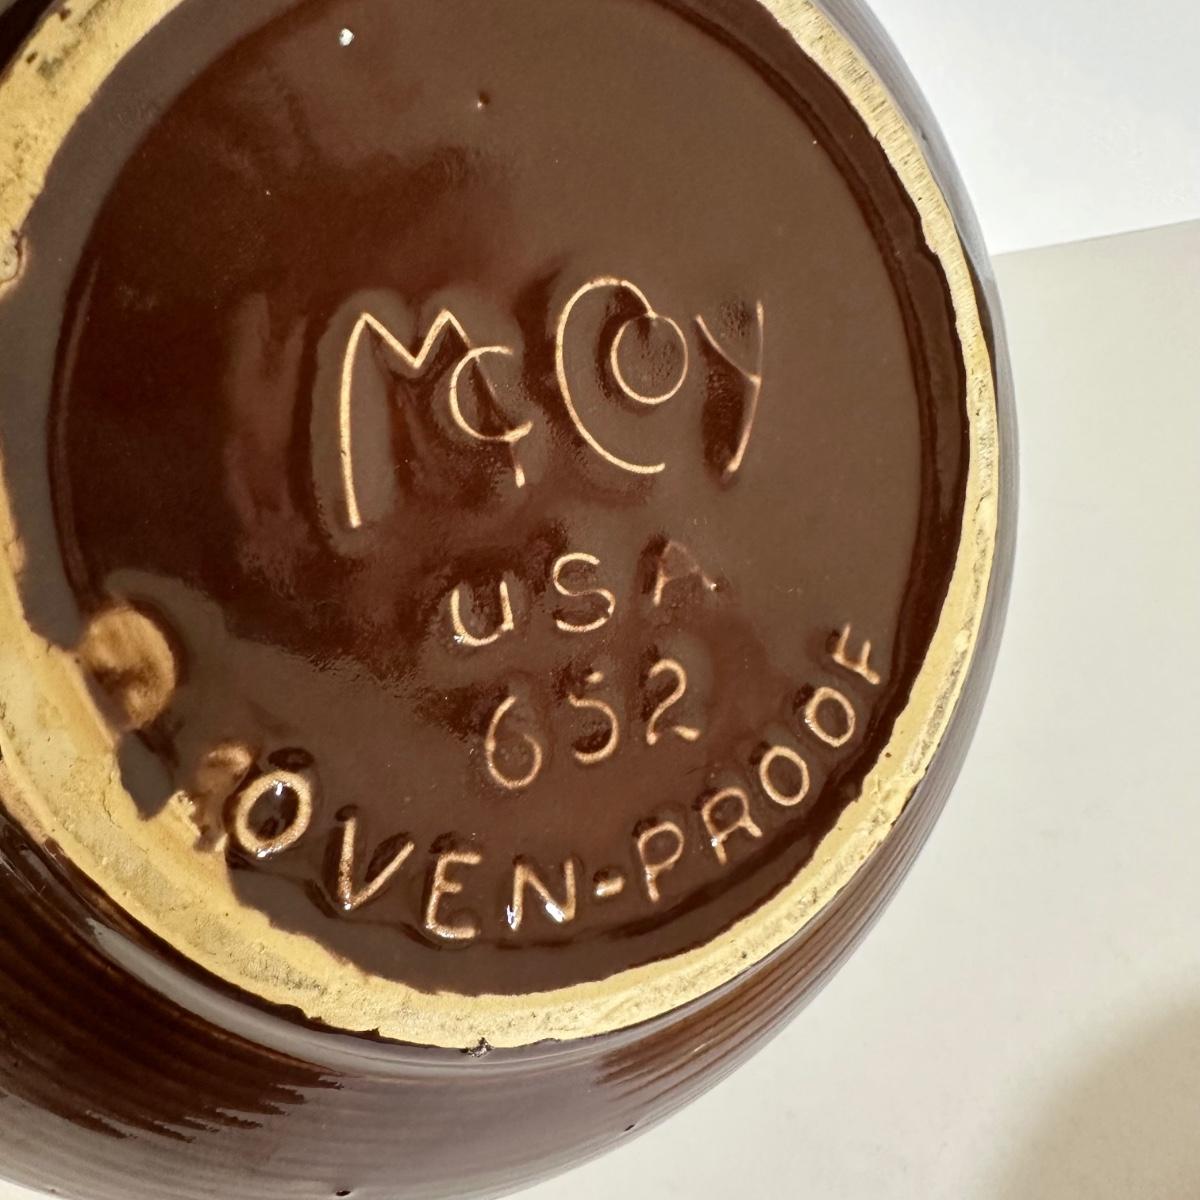 McCoy
USA
652
OVEN-PROOF